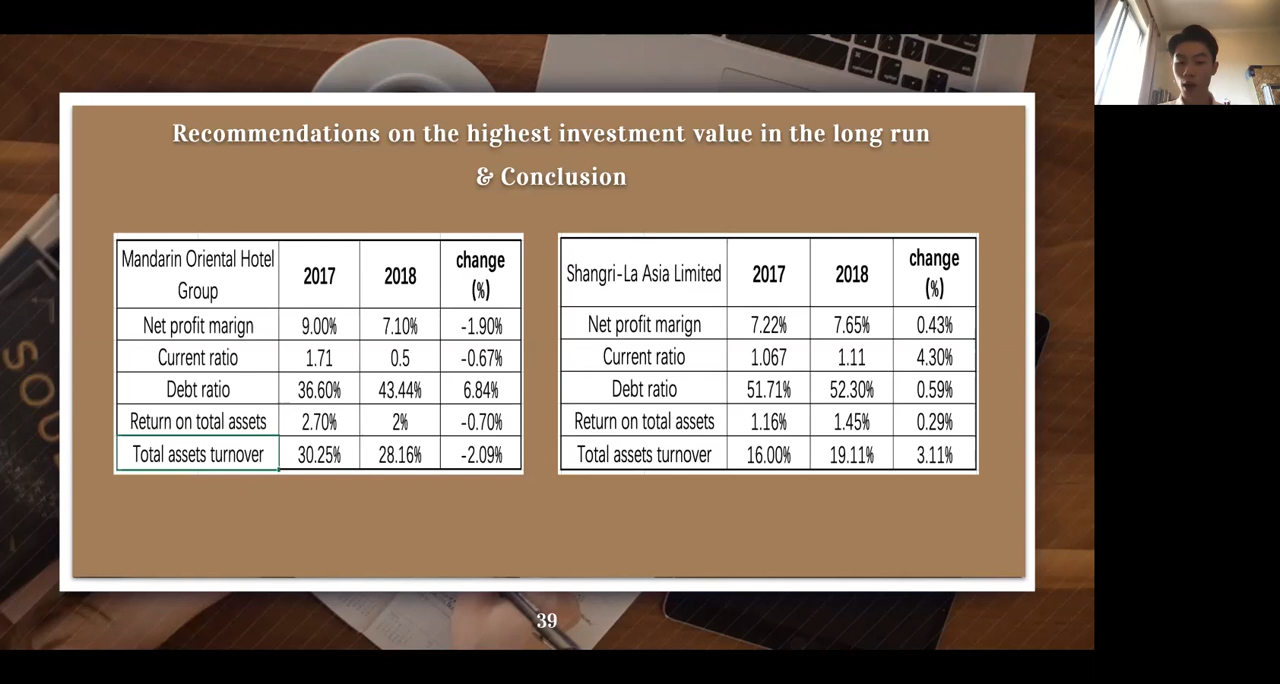 Recommendations on the highest investment value in the long run
& Conclusion
Mandarin Oriental Hotel Group 2017 2018 change (%)
Net profit marign 9.00% 7.10% -1.90%
Current ratio 1.71 0.5 -0.67%
Debt ratio 36.60% 43.44% 6.84%
Return on total assets 2.70% 2% -0.70%
Total assets turnover 30.25% 28.16% -2.09%
Shangri-La Asia Limited 2017 2018 change (%)
Net profit marign 7.22% 7.65% 0.43%
Current ratio 1.067 1.11 4.30%
Debt ratio 51.71% 52.30% 0.59%
Return on total assets 1.16% 1.45% 0.29%
Total assets turnover 16.00% 19.11% 3.11%
39